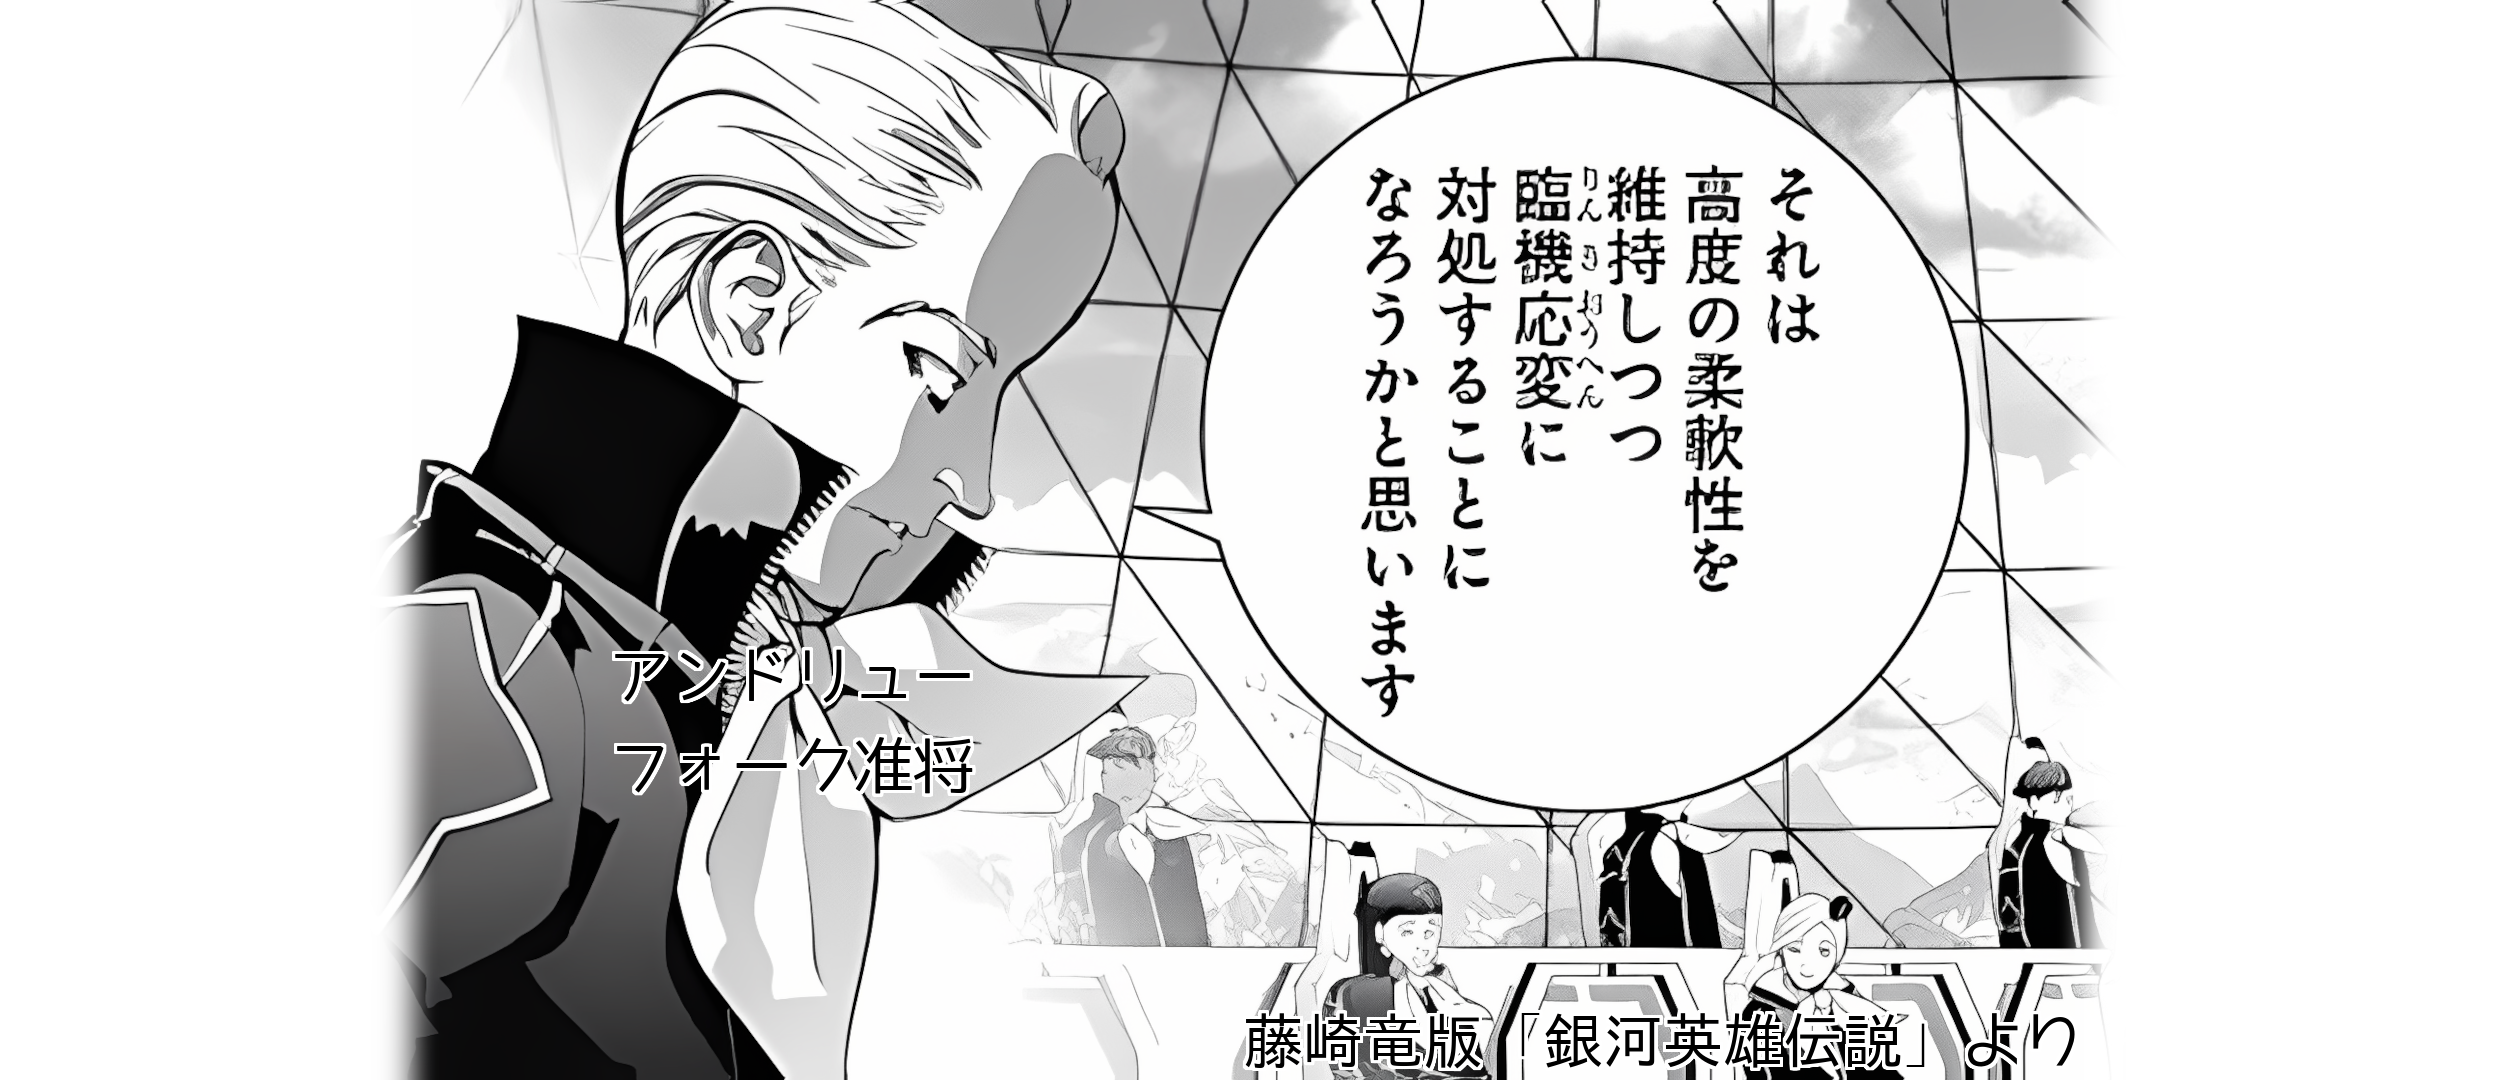 それは
高度の柔軟性を
維持しつつ
臨機応変に
りんきおうへん
対処することに
なろうかと思います
アンドリュー
フォーク准将
藤崎竜版「銀河英雄伝説」より